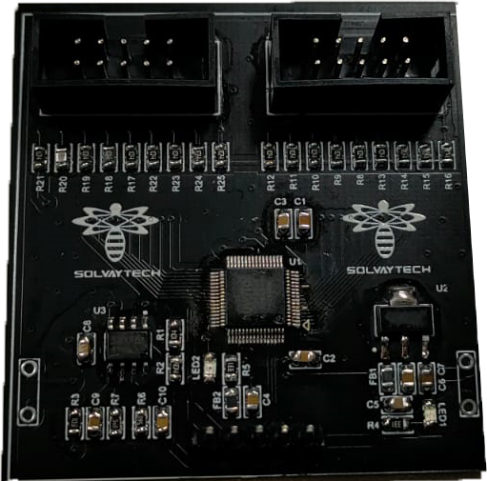 R21 R20 R19 R18 R17 R22 R23 R24 R25
R12 R11 R10 R9 R8 R13 R14 R15 R16
C3 C1
SOLVAYTECH
SOLVAYTECH
U1
U2
U3
C8
R1
R2
LED2
R5
C2
FB1
C6
C7
FB2
C4
C5
R4
LED1
R3 C9 R7 R6 C10